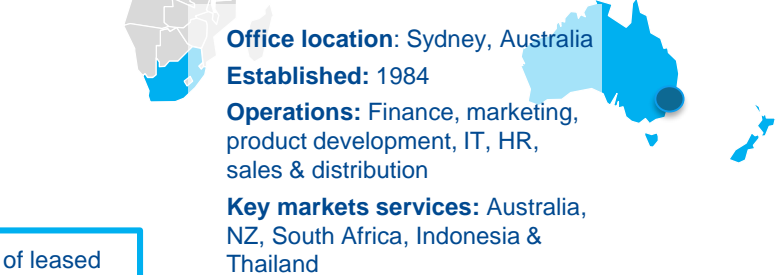 Office location: Sydney, Australia
Established: 1984
Operations: Finance, marketing,
product development, IT, HR,
sales & distribution
Key markets services: Australia,
NZ, South Africa, Indonesia &
Thailand
of leased